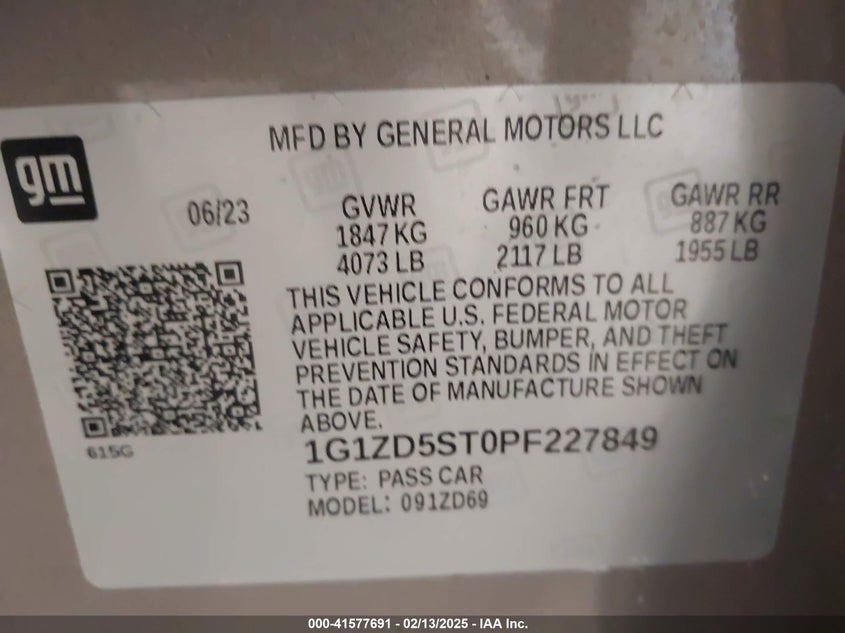 MFD BY GENERAL MOTORS LLC
gm
06/23
GVWR
1847 KG
4073 LB
GAWR FRT
960 KG
2117 LB
GAWR RR
887 KG
1955 LB
THIS VEHICLE CONFORMS TO ALL
APPLICABLE U.S. FEDERAL MOTOR
VEHICLE SAFETY, BUMPER, AND THEFT
PREVENTION STANDARDS IN EFFECT ON
THE DATE OF MANUFACTURE SHOWN
ABOVE.
615G
1G1ZD5ST0PF227849
TYPE: PASS CAR
MODEL: 091ZD69
000-41577691 - 02/13/2025 - IAA Inc.